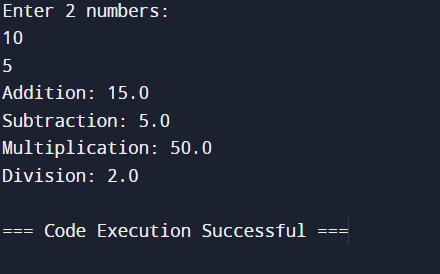 Enter 2 numbers:
10
5
Addition: 15.0
Subtraction: 5.0
Multiplication: 50.0
Division: 2.0
=== Code Execution Successful ===